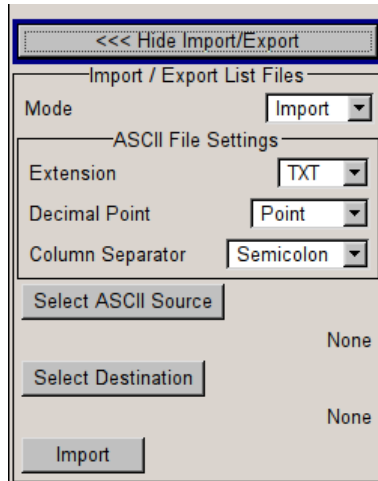 <<< Hide Import/Export
Import / Export List Files
Mode Import
ASCII File Settings
Extension TXT
Decimal Point Point
Column Separator Semicolon
Select ASCII Source
None
Select Destination
None
Import